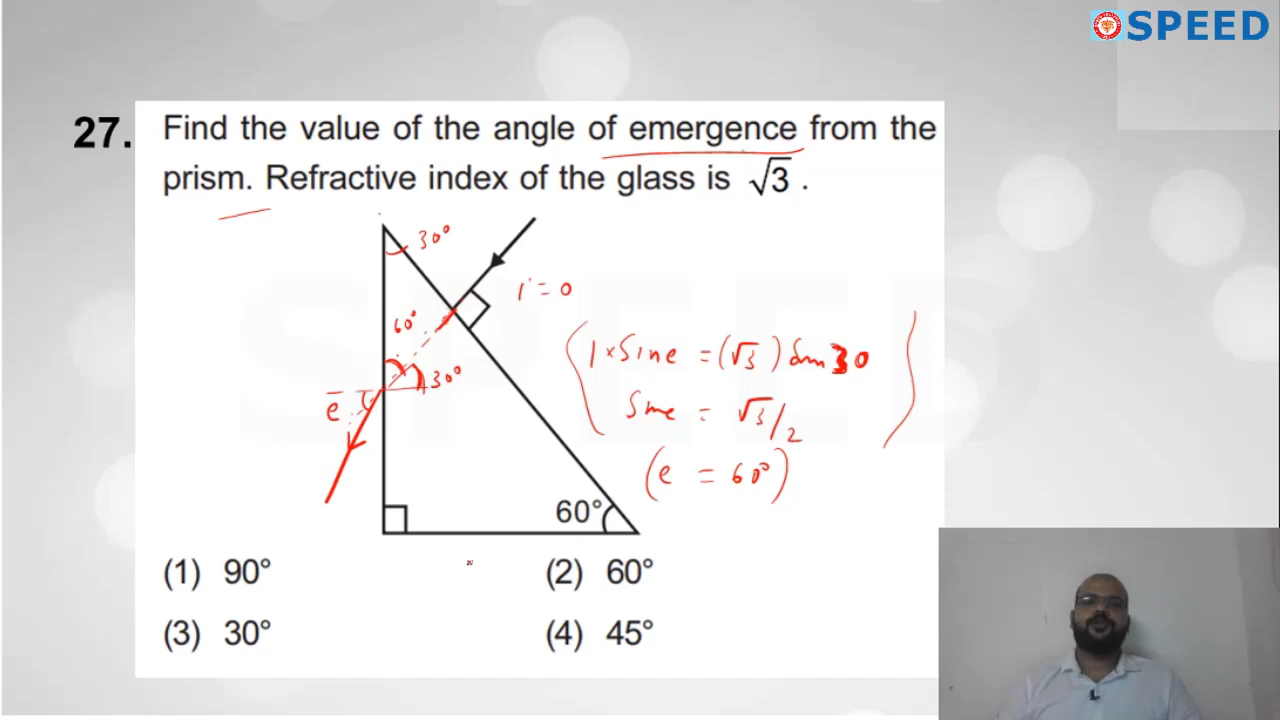 SPEED
27. Find the value of the angle of emergence from the
prism. Refractive index of the glass is √3 .
30°
i = 0
60°
30°
e
1 × Sin e = (√3) Sin 30
Sin e = √3/2
(e = 60°)
60°
(1) 90° (2) 60°
(3) 30° (4) 45°